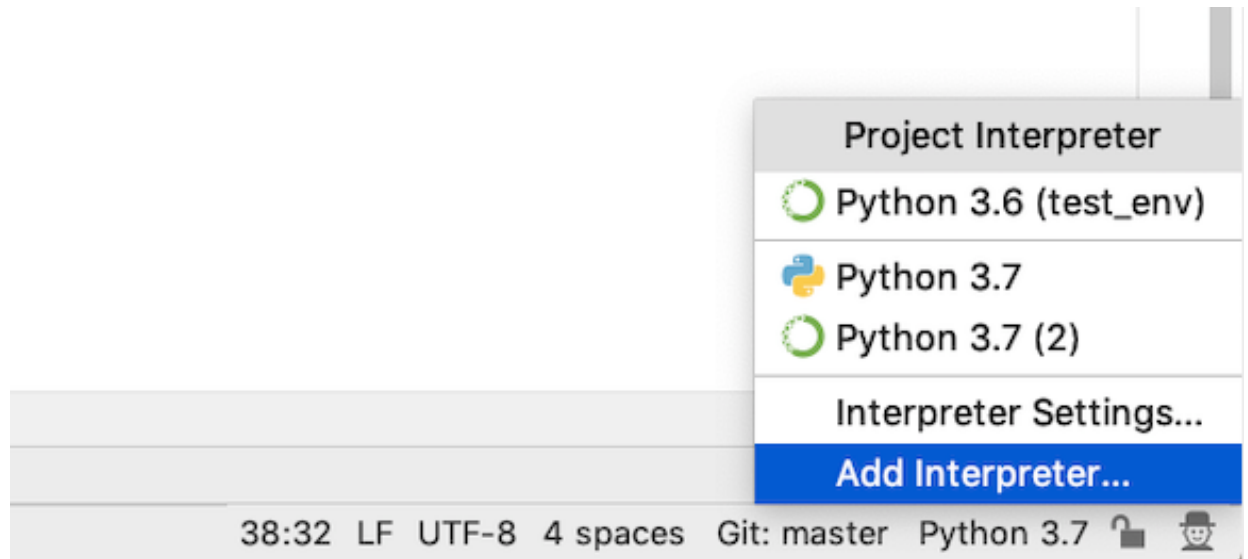 Project Interpreter
Python 3.6 (test_env)
Python 3.7
Python 3.7 (2)
Interpreter Settings...
Add Interpreter...
38:32 LF UTF-8 4 spaces Git: master Python 3.7